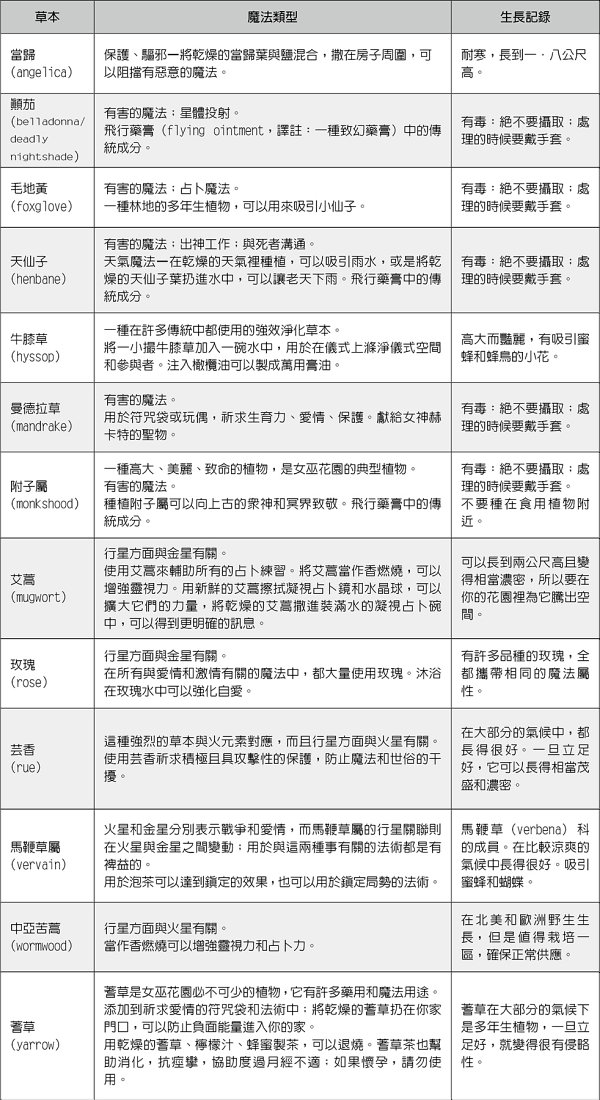 草本
魔法類型
生長記錄
當歸
(angelica)
保護、驅邪—將乾燥的當歸葉與鹽混合，撒在房子周圍，可
以阻擋有惡意的魔法。
耐寒，長到一．八公尺
高。
顛茄
(belladonna/
deadly
nightshade)
有害的魔法；星體投射。
飛行藥膏（flying ointment，譯註：一種致幻藥膏）中的傳
統成分。
有毒：絕不要攝取；處
理的時候要戴手套。
毛地黃
(foxglove)
有害的魔法；占卜魔法。
一種林地的多年生植物，可以用來吸引小仙子。
有毒：絕不要攝取；處
理的時候要戴手套。
天仙子
(henbane)
有害的魔法；出神工作；與死者溝通。
天氣魔法—在乾燥的天氣裡種植，可以吸引雨水，或是將乾
燥的天仙子葉扔進水中，可以讓老天下雨。飛行藥膏中的傳
統成分。
有毒：絕不要攝取；處
理的時候要戴手套。
牛膝草
(hyssop)
一種在許多傳統中都使用的強效淨化草本。
將一小撮牛膝草加入一碗水中，用於在儀式上滌淨儀式空間
和參與者。注入橄欖油可以製成萬用膏油。
高大而豔麗，有吸引蜜
蜂和蜂鳥的小花。
曼德拉草
(mandrake)
有害的魔法。
用於符咒袋或玩偶，祈求生育力、愛情、保護。獻給女神赫
卡特的聖物。
有毒：絕不要攝取；處
理的時候要戴手套。
附子屬
(monkshood)
一種高大、美麗、致命的植物，是女巫花園的典型植物。
有害的魔法。
種植附子屬可以向上古的眾神和冥界致敬。飛行藥膏中的傳
統成分。
有毒：絕不要攝取；處
理的時候要戴手套。
不要種在食用植物附
近。
艾蒿
(mugwort)
行星方面與金星有關。
使用艾蒿來輔助所有的占卜練習。將艾蒿當作香燃燒，可以
增強靈視力。用新鮮的艾蒿擦拭凝視占卜鏡和水晶球，可以
擴大它們的力量，將乾燥的艾蒿撒進裝滿水的凝視占卜碗
中，可以得到更明確的訊息。
可以長到兩公尺高且變
得相當濃密，所以要在
你的花園裡為它騰出空
間。
玫瑰
(rose)
行星方面與金星有關。
在所有與愛情和激情有關的魔法中，都大量使用玫瑰。沐浴
在玫瑰水中可以強化自愛。
有許多品種的玫瑰，全
都攜帶相同的魔法屬
性。
芸香
(rue)
這種強烈的草本與火元素對應，而且行星方面與火星有關。
使用芸香祈求積極且具攻擊性的保護，防止魔法和世俗的干
擾。
在大部分的氣候中，都
長得很好。一旦立足
好，它可以長得相當茂
盛和濃密。
馬鞭草屬
(vervain)
火星和金星分別表示戰爭和愛情，而馬鞭草屬的行星關聯則
在火星與金星之間變動；用於與這兩種事有關的法術都是有
裨益的。
用於泡茶可以達到鎮定的效果，也可以用於鎮定局勢的法術。
馬鞭草（verbena）科
的成員。在比較涼爽的
氣候中長得很好。吸引
蜜蜂和蝴蝶。
中亞苦蒿
(wormwood)
行星方面與火星有關。
當作香燃燒可以增強靈視力和占卜力。
在北美和歐洲野生生
長，但是值得栽培一
區，確保正常供應。
蓍草
(yarrow)
蓍草是女巫花園必不可少的植物，它有許多藥用和魔法用途。
添加到祈求愛情的符咒袋和法術中；將乾燥的蓍草扔在你家
門口，可以防止負面能量進入你的家。
用乾燥的蓍草、檸檬汁、蜂蜜製茶，可以退燒。蓍草茶也幫
助消化，抗痙攣，協助度過月經不適；如果懷孕，請勿使
用。
蓍草在大部分的氣候下
是多年生植物，一旦立
足好，就變得很有侵略
性。